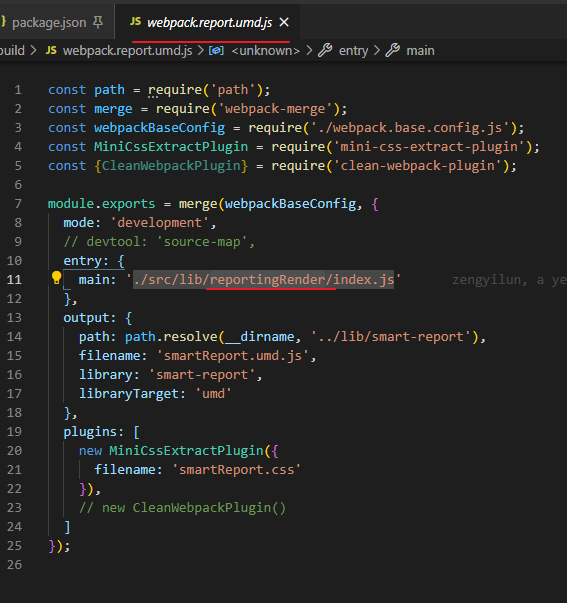 } package.json
JS webpack.report.umd.js ×
build > JS webpack.report.umd.js > <unknown> > entry > main
1 const path = require('path');
2 const merge = require('webpack-merge');
3 const webpackBaseConfig = require('./webpack.base.config.js');
4 const MiniCssExtractPlugin = require('mini-css-extract-plugin');
5 const {CleanWebpackPlugin} = require('clean-webpack-plugin');
6
7 module.exports = merge(webpackBaseConfig, {
8 mode: 'development',
9 // devtool: 'source-map',
10 entry: {
11 main: './src/lib/reportingRender/index.js' zengyilun, a ye
12 },
13 output: {
14 path: path.resolve(__dirname, '../lib/smart-report'),
15 filename: 'smartReport.umd.js',
16 library: 'smart-report',
17 libraryTarget: 'umd'
18 },
19 plugins: [
20 new MiniCssExtractPlugin({
21 filename: 'smartReport.css'
22 }),
23 // new CleanWebpackPlugin()
24 ]
25 });
26